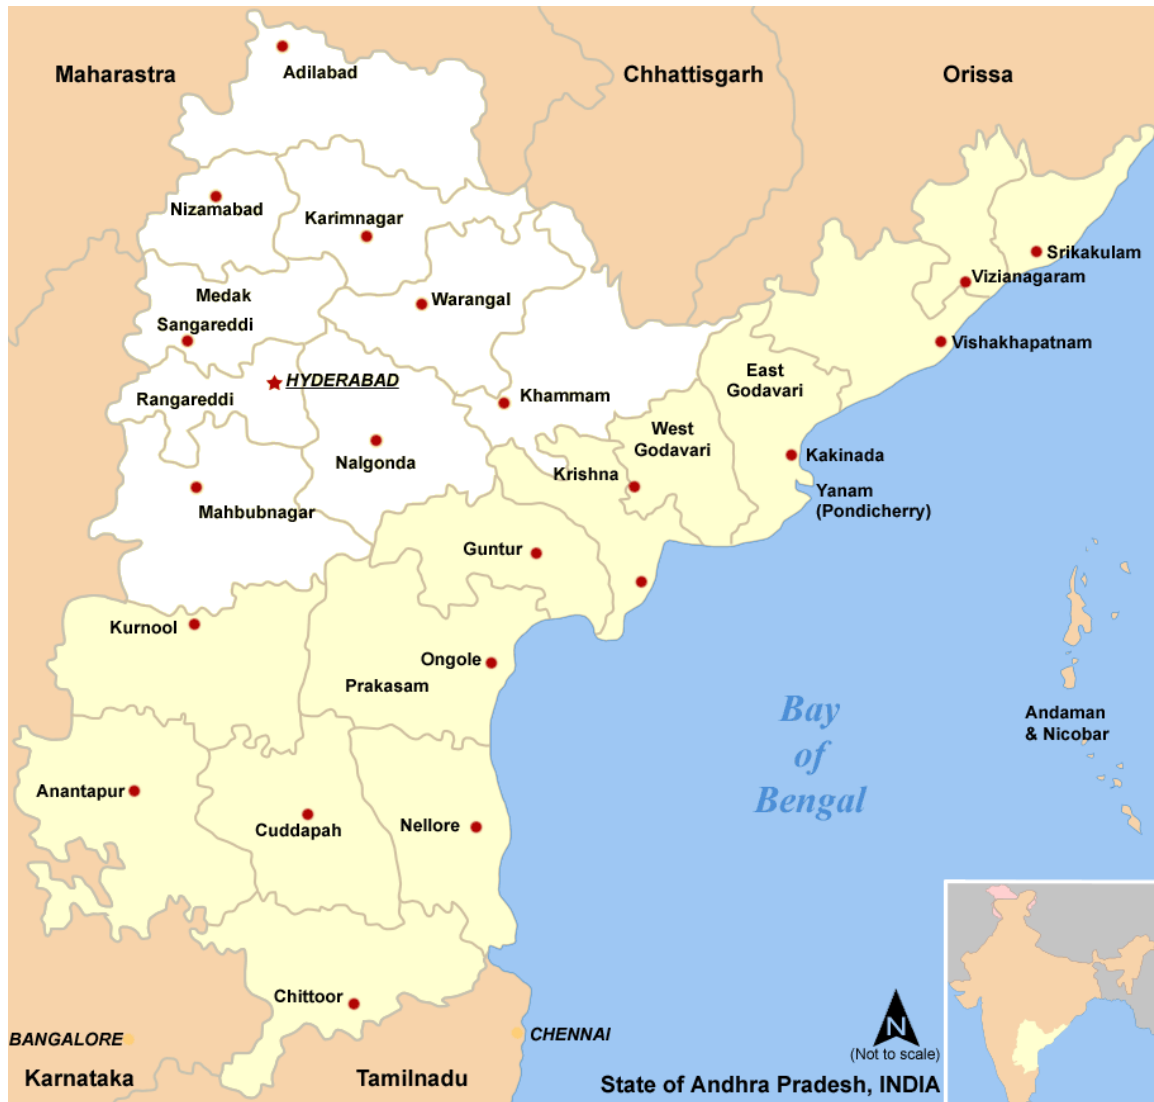 Maharastra
Adilabad
Chhattisgarh
Orissa
Nizamabad
Karimnagar
Srikakulam
Vizianagaram
Medak
Warangal
Sangareddi
Vishakhapatnam
HYDERABAD
Rangareddi
East
Godavari
Khammam
West
Godavari
Nalgonda
Kakinada
Krishna
Yanam
(Pondicherry)
Mahbubnagar
Guntur
Kurnool
Ongole
Prakasam
Bay
of
Bengal
Andaman
& Nicobar
Anantapur
Cuddapah
Nellore
Chittoor
BANGALORE
CHENNAI
N
(Not to scale)
Karnataka
Tamilnadu
State of Andhra Pradesh, INDIA